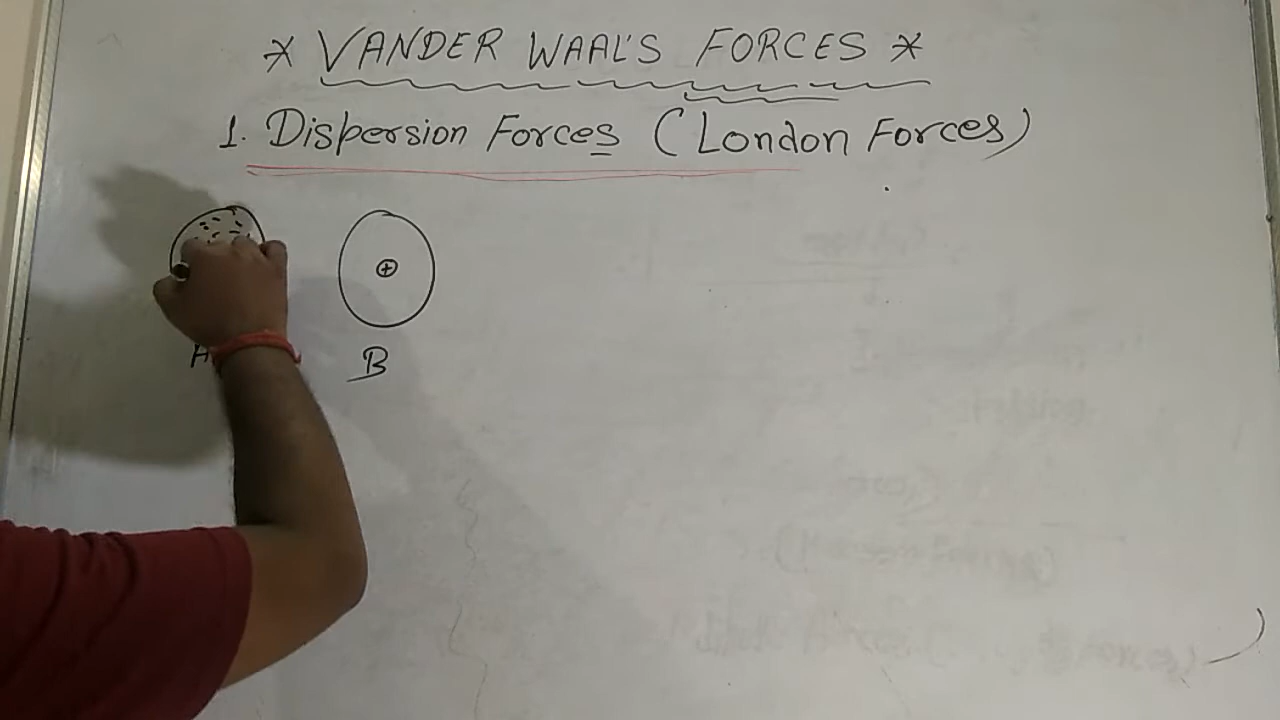 * VANDER WAAL'S FORCES *
1. Dispersion Forces (London Forces)
+
B